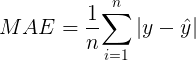 $MAE = \frac{1}{n}\sum_{i=1}^{n} |y - \hat{y}|$